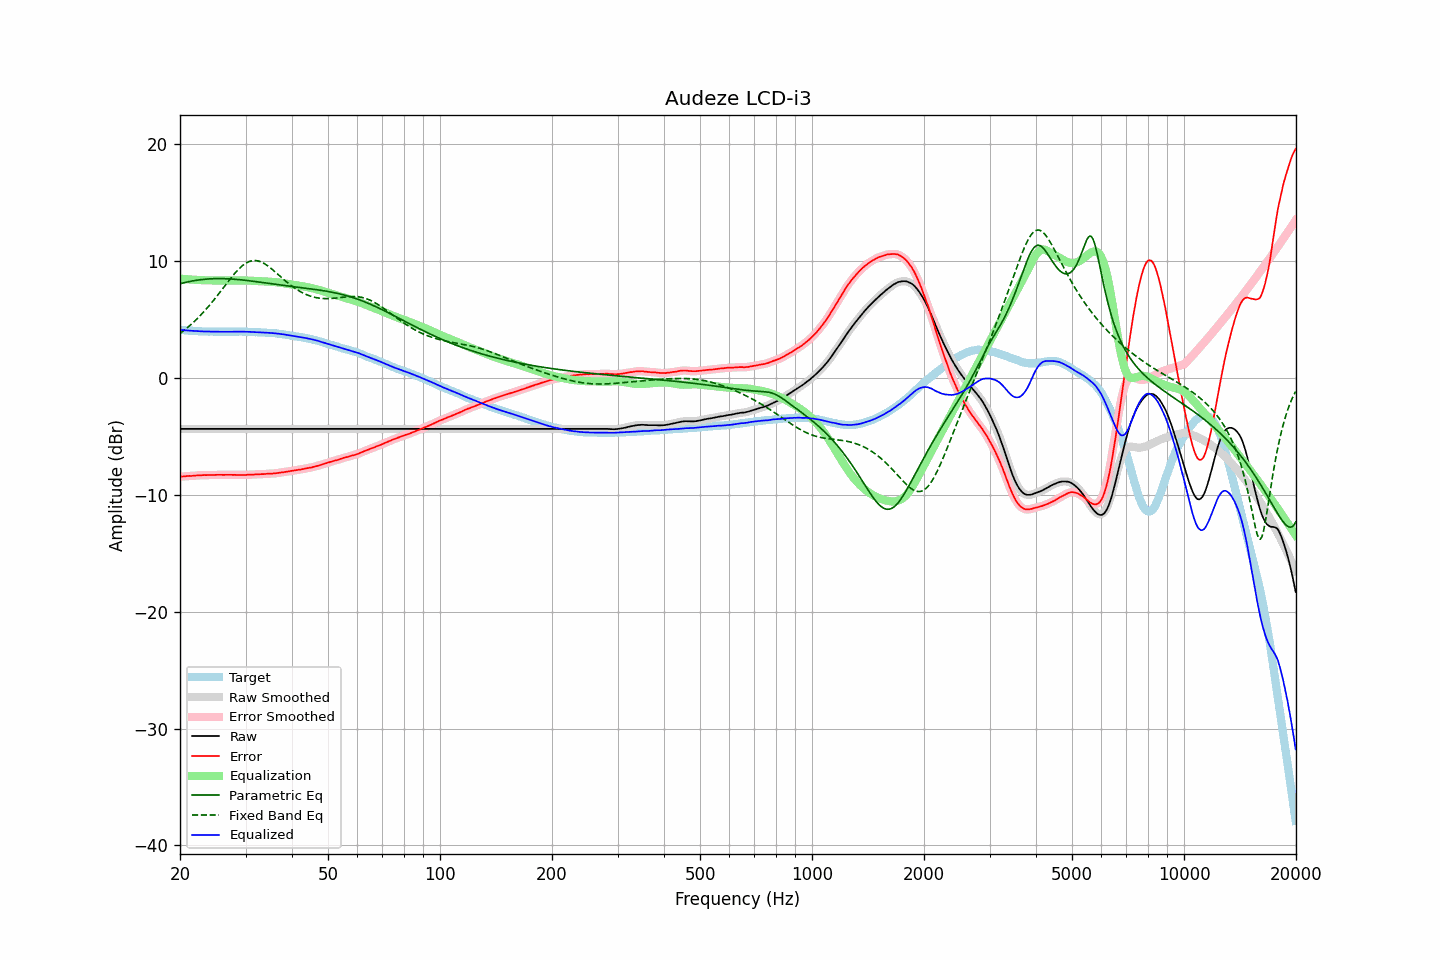 Audeze LCD-i3
Amplitude (dBr)
20
10
0
−10
−20
−30
−40
Target
Raw Smoothed
Error Smoothed
Raw
Error
Equalization
Parametric Eq
Fixed Band Eq
Equalized
20 50 100 200 500 1000 2000 5000 10000 20000
Frequency (Hz)